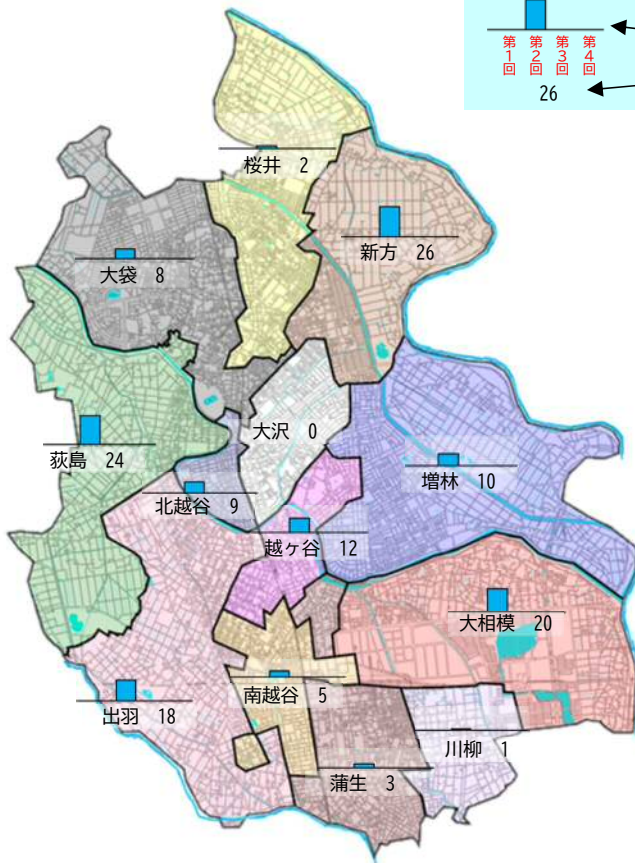 第1回 第2回 第3回 第4回
26
桜井 2
新方 26
大袋 8
大沢 0
荻島 24
増林 10
北越谷 9
越ヶ谷 12
大相模 20
南越谷 5
出羽 18
川柳 1
蒲生 3